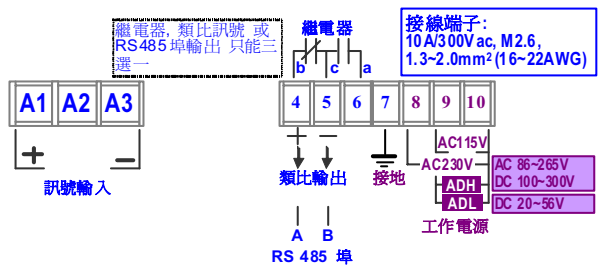 繼電器, 類比訊號 或
RS485 埠輸出 只能三
選一
繼電器
b c a
接線端子:
10A/300Vac, M2.6,
1.3~2.0mm² (16~22AWG)
A1 A2 A3
4 5 6 7 8 9 10
+ −
訊號輸入
+ −
類比輸出
接地
AC115V
AC230V
ADH
ADL
AC 86~265V
DC 100~300V
DC 20~56V
工作電源
A B
RS 485 埠